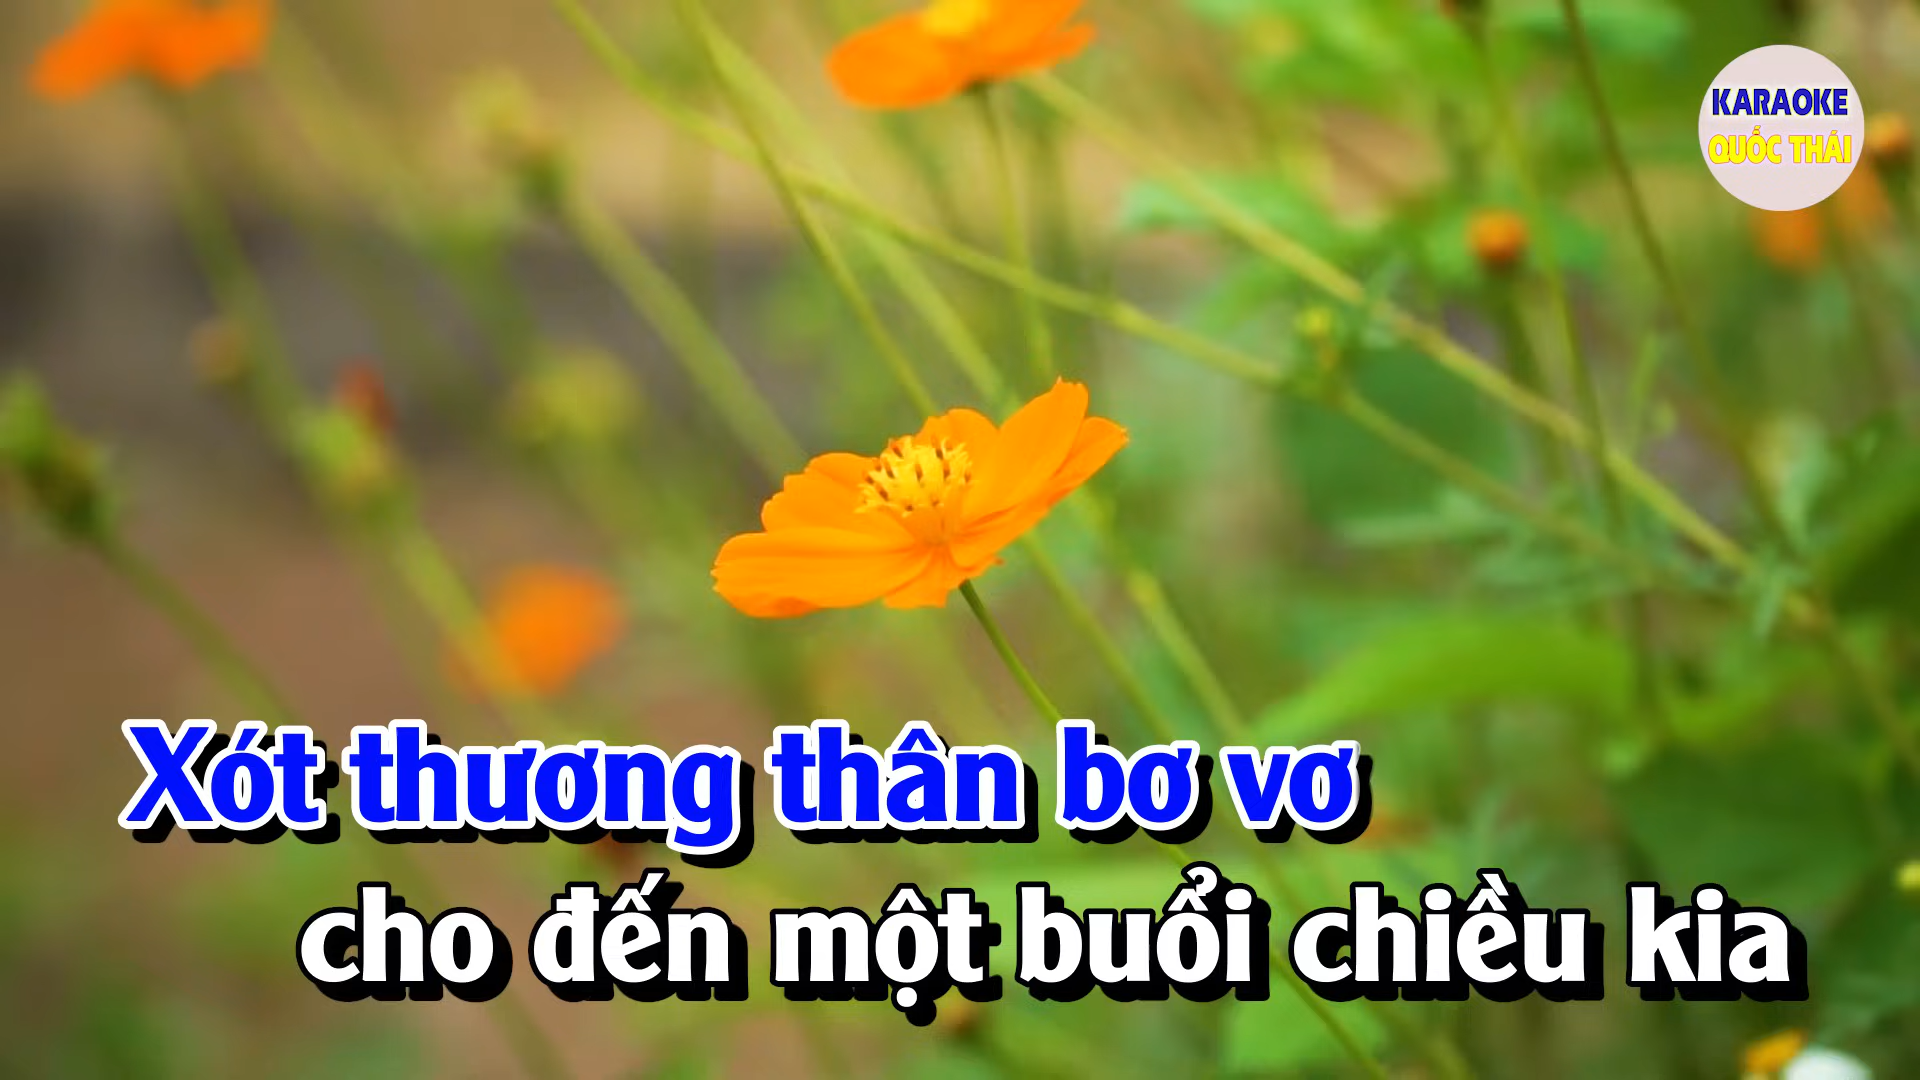 KARAOKE
QUỐC THÁI
Xót thương thân bơ vơ
cho đến một buổi chiều kia